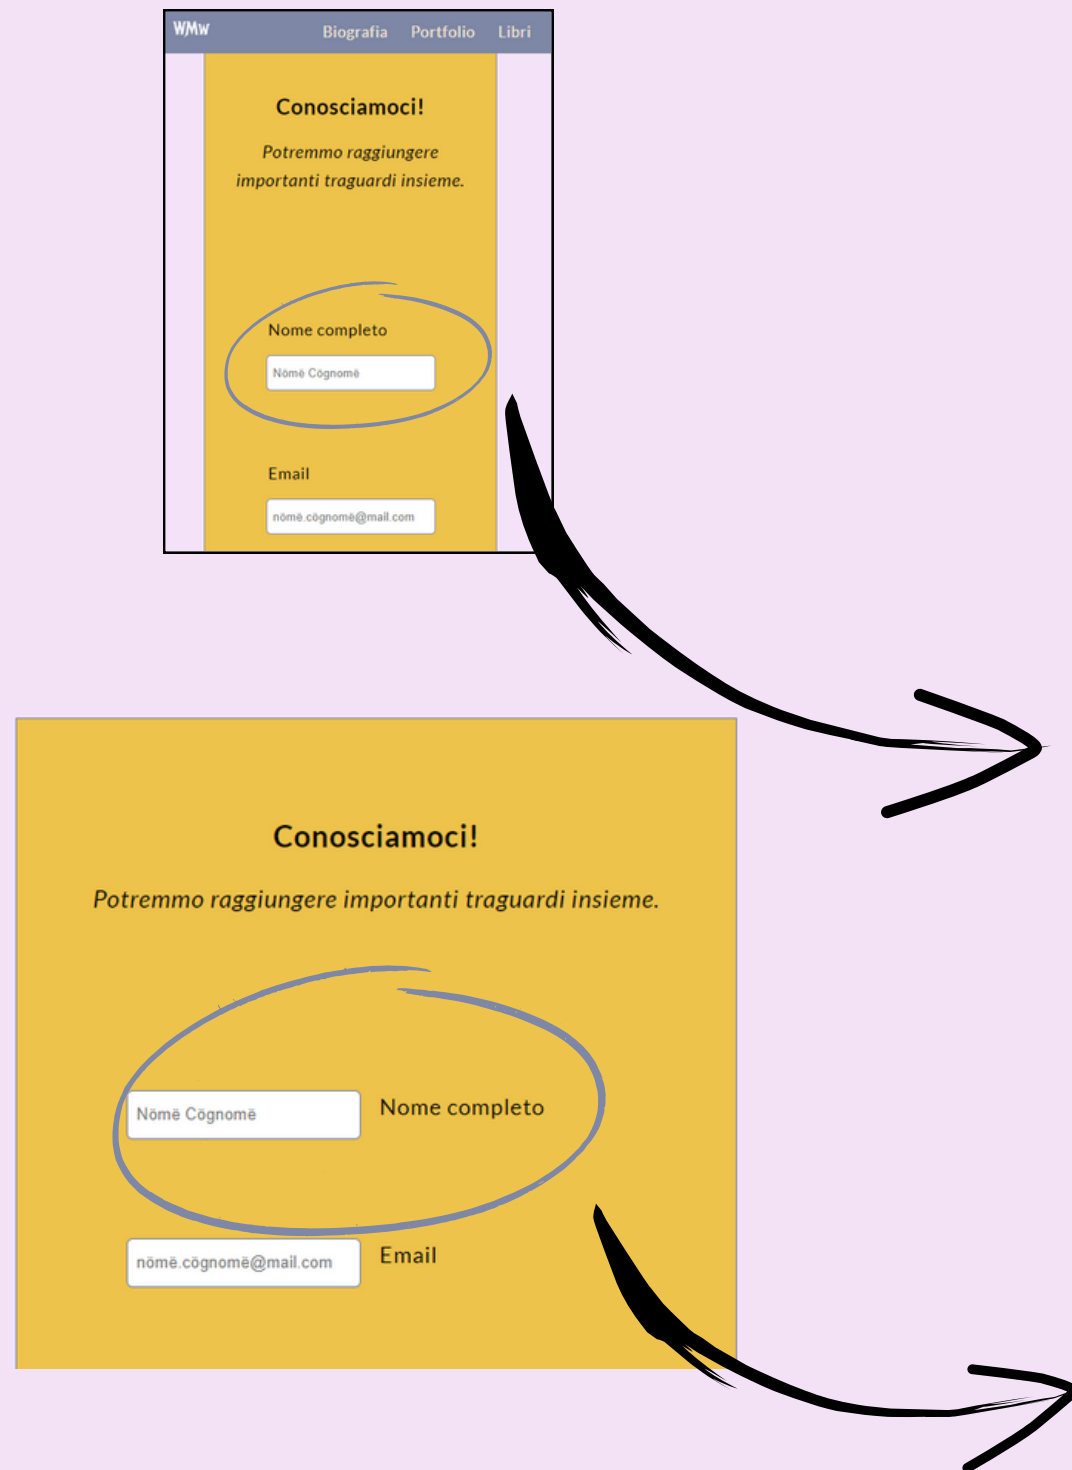 WMw
Biografia Portfolio Libri
Conosciamoci!
Potremmo raggiungere
importanti traguardi insieme.
Nome completo
Nömë Cögnomë
Email
nömë.cögnomë@mail.com
Conosciamoci!
Potremmo raggiungere importanti traguardi insieme.
Nömë Cögnomë Nome completo
nömë.cögnomë@mail.com Email